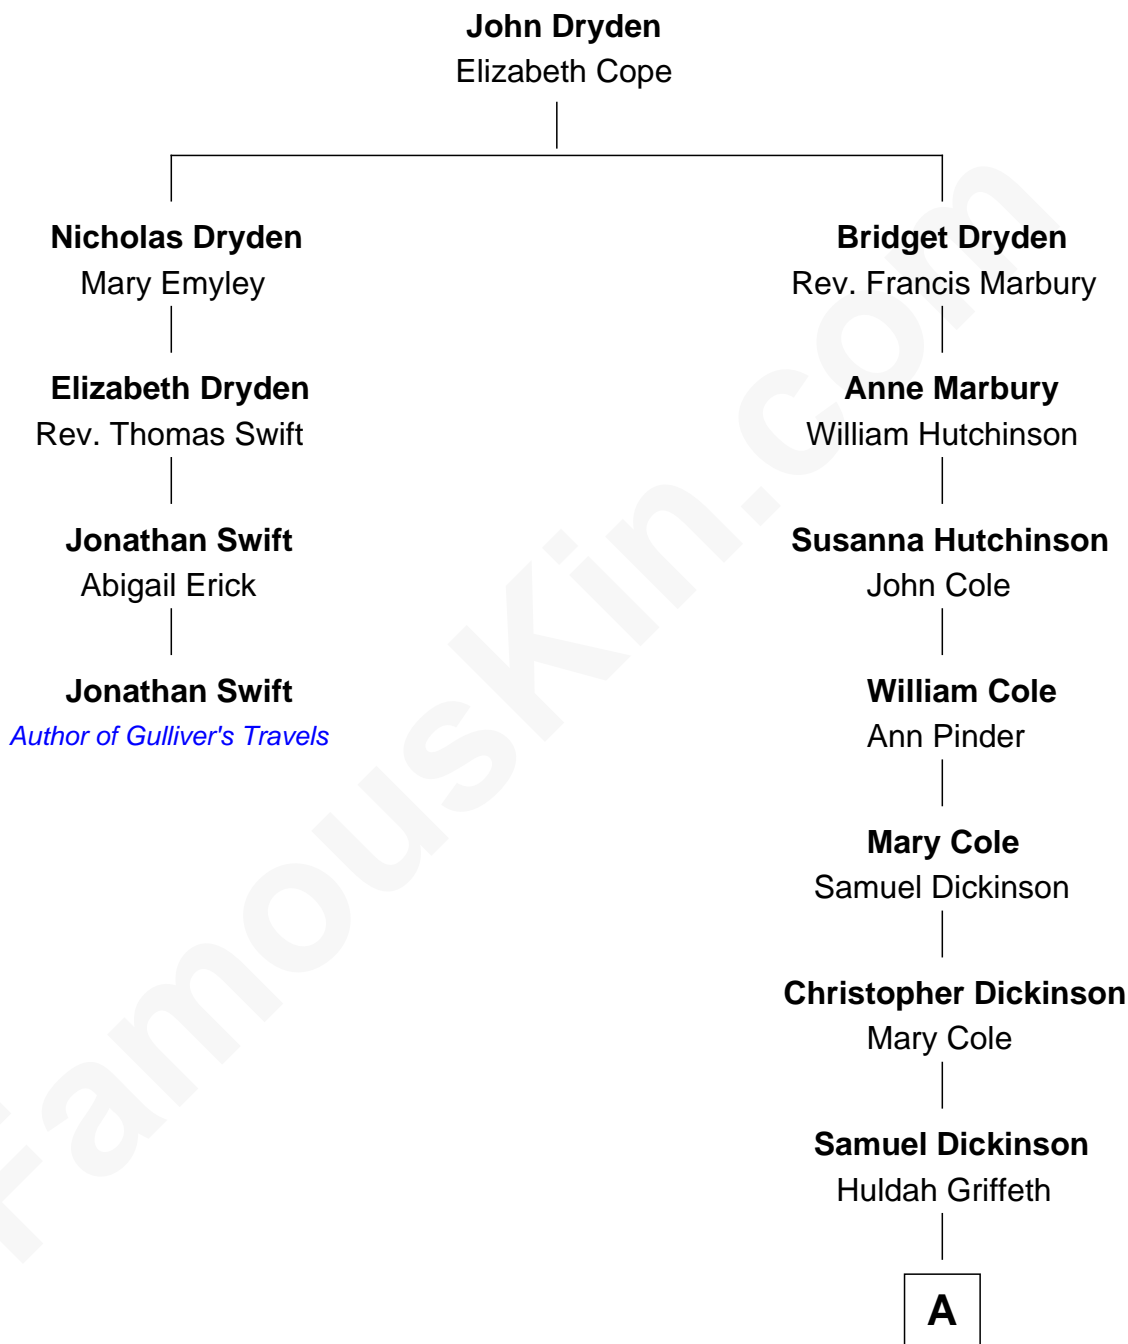 John Dryden
Elizabeth Cope
Nicholas Dryden
Mary Emyley
Bridget Dryden
Rev. Francis Marbury
Elizabeth Dryden
Rev. Thomas Swift
Anne Marbury
William Hutchinson
Jonathan Swift
Abigail Erick
Susanna Hutchinson
John Cole
Jonathan Swift
Author of Gulliver's Travels
William Cole
Ann Pinder
Mary Cole
Samuel Dickinson
Christopher Dickinson
Mary Cole
Samuel Dickinson
Huldah Griffeth
A
FamousKin.com